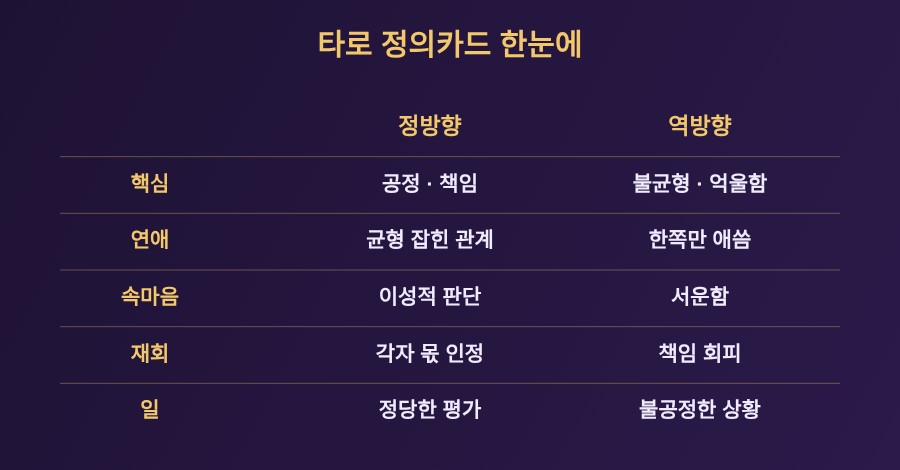 타로 정의카드 한눈에
정방향 역방향
핵심 공정 · 책임 불균형 · 억울함
연애 균형 잡힌 관계 한쪽만 애씀
속마음 이성적 판단 서운함
재회 각자 몫 인정 책임 회피
일 정당한 평가 불공정한 상황